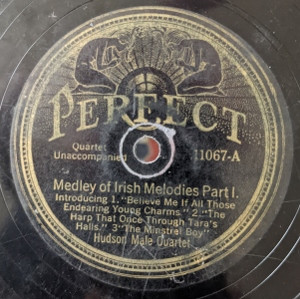 PERFECT
Quartet
Unaccompanied
11067-A
Medley of Irish Melodies Part I.
Introducing 1. "Believe Me If All Those
Endearing Young Charms" 2. "The
Harp That Once Through Tara's
Halls." 3 "The Minstrel Boy"
Hudson Male Quartet